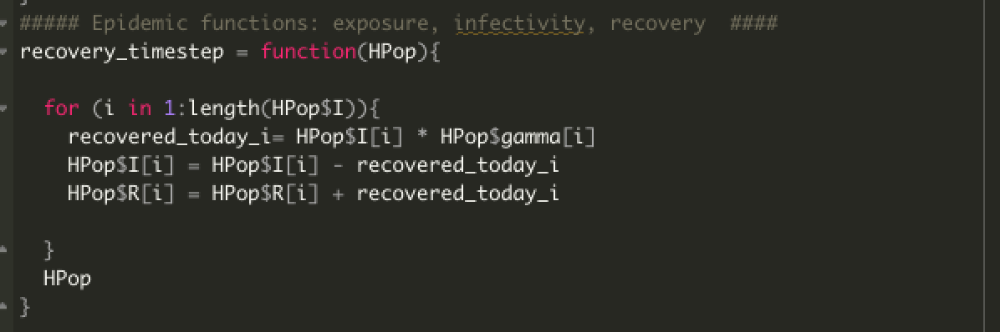 ##### Epidemic functions: exposure, infectivity, recovery  ####
recovery_timestep = function(HPop){
  for (i in 1:length(HPop$I)){
    recovered_today_i= HPop$I[i] * HPop$gamma[i]
    HPop$I[i] = HPop$I[i] - recovered_today_i
    HPop$R[i] = HPop$R[i] + recovered_today_i
  }
  HPop
}